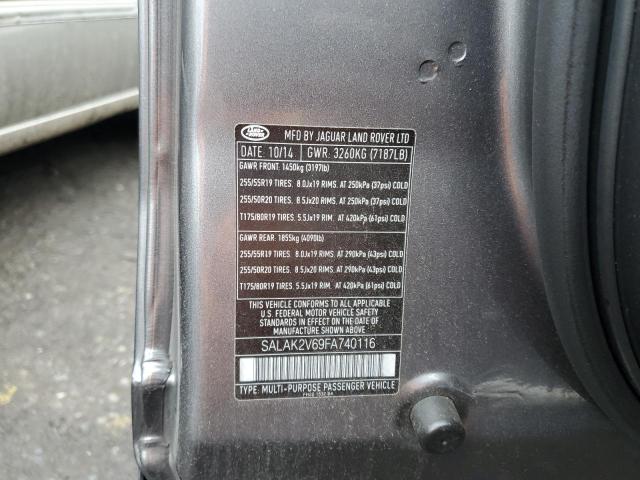 LAND ROVER
MFD BY JAGUAR LAND ROVER LTD
DATE: 10/14 GWR: 3260KG (7187LB)
GAWR FRONT: 1450kg (3197lb)
255/55R19 TIRES. 8.0Jx19 RIMS. AT 250kPa (37psi) COLD
255/50R20 TIRES. 8.5Jx20 RIMS. AT 250kPa (37psi) COLD
T175/80R19 TIRES. 5.5Jx19 RIM. AT 420kPa (61psi) COLD
GAWR REAR: 1855kg (4090lb)
255/55R19 TIRES. 8.0Jx19 RIMS. AT 290kPa (43psi) COLD
255/50R20 TIRES. 8.5Jx20 RIMS. AT 290kPa (43psi) COLD
T175/80R19 TIRES. 5.5Jx19 RIM. AT 420kPa (61psi) COLD
THIS VEHICLE CONFORMS TO ALL APPLICABLE
U.S. FEDERAL MOTOR VEHICLE SAFETY
STANDARDS IN EFFECT ON THE DATE OF
MANUFACTURE SHOWN ABOVE
SALAK2V69FA740116
TYPE: MULTI-PURPOSE PASSENGER VEHICLE